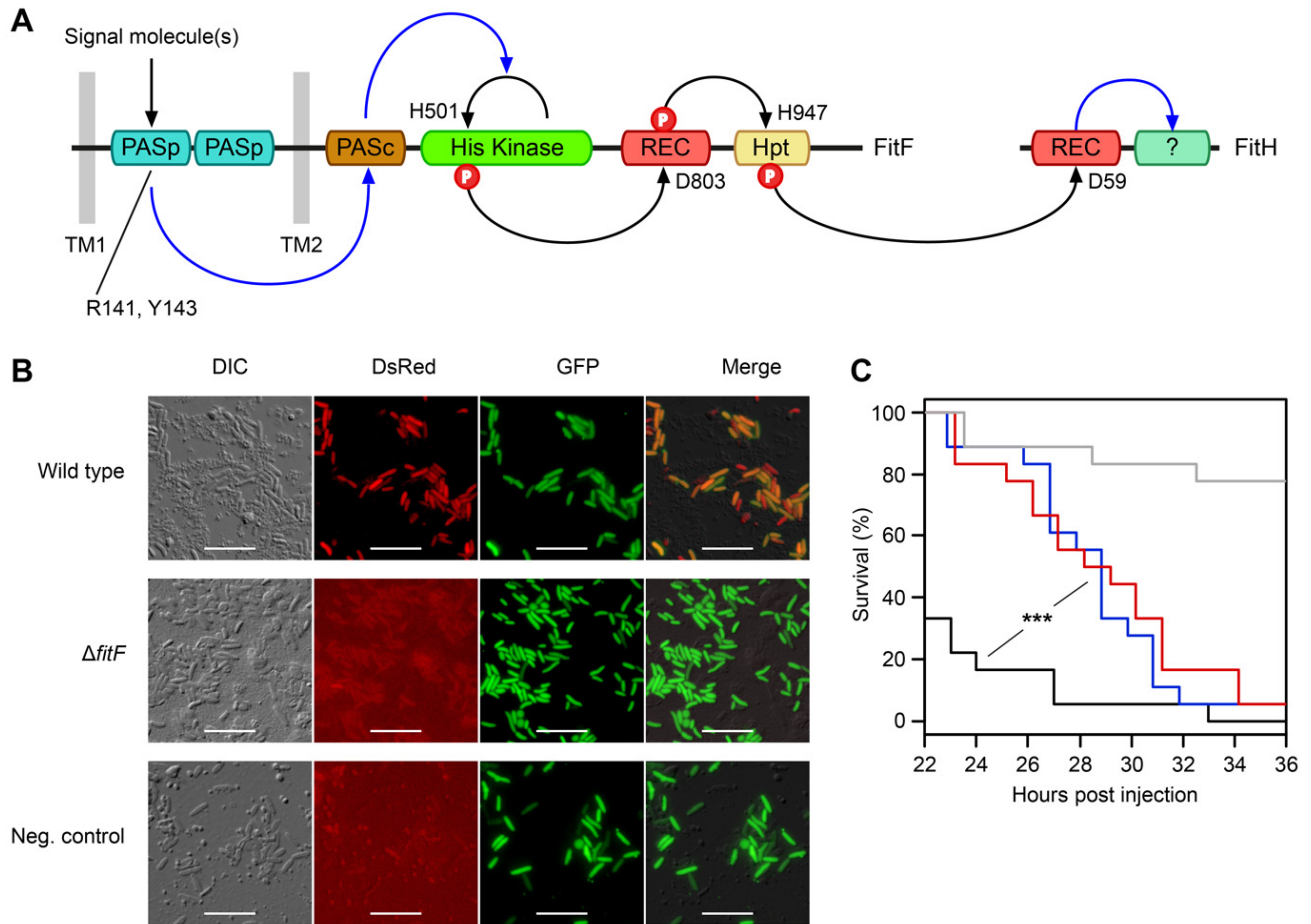 A
Signal molecule(s)
H501
P
H947
PASp
PASp
PASc
His Kinase
REC
Hpt
FitF
REC
?
FitH
P
P
D803
D59
TM1
TM2
R141, Y143
B
DIC
DsRed
GFP
Merge
Wild type
ΔfitF
Neg. control
C
100
80
60
40
20
0
Survival (%)
***
22
24
26
28
30
32
34
36
Hours post injection